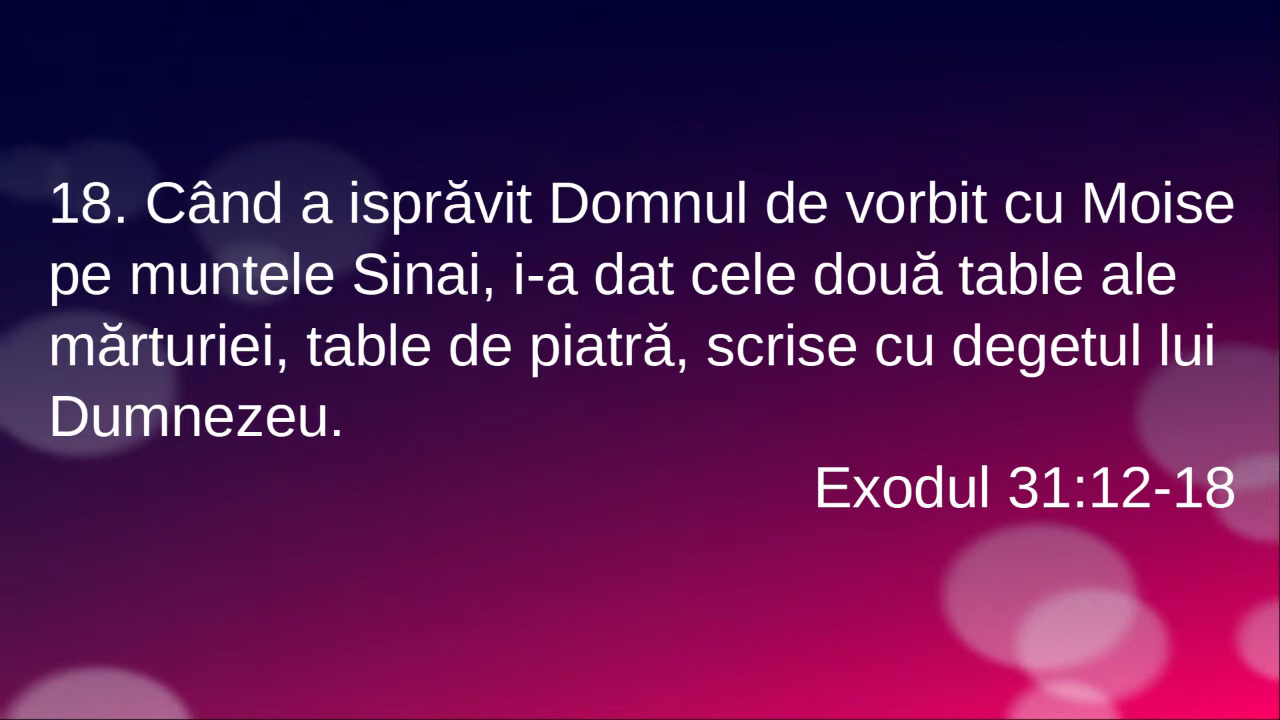 18. Când a isprăvit Domnul de vorbit cu Moise
pe muntele Sinai, i-a dat cele două table ale
mărturiei, table de piatră, scrise cu degetul lui
Dumnezeu.
Exodul 31:12-18